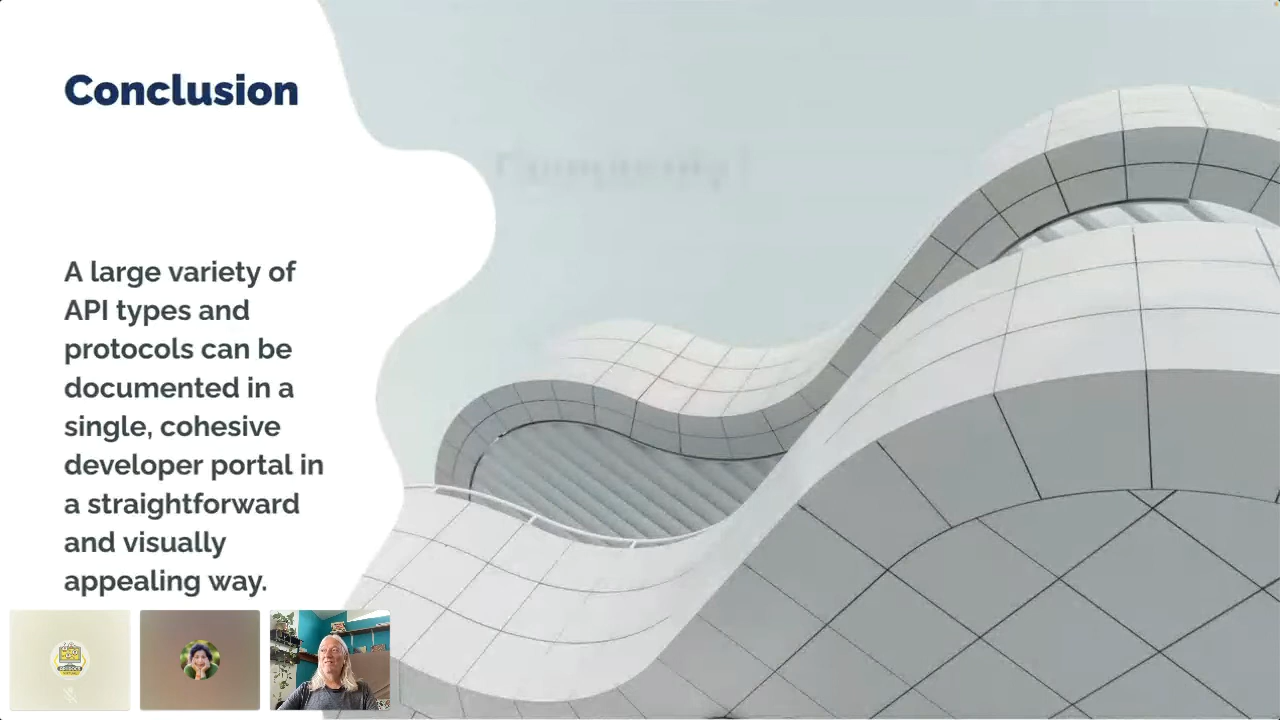 Conclusion
A large variety of
API types and
protocols can be
documented in a
single, cohesive
developer portal in
a straightforward
and visually
appealing way.